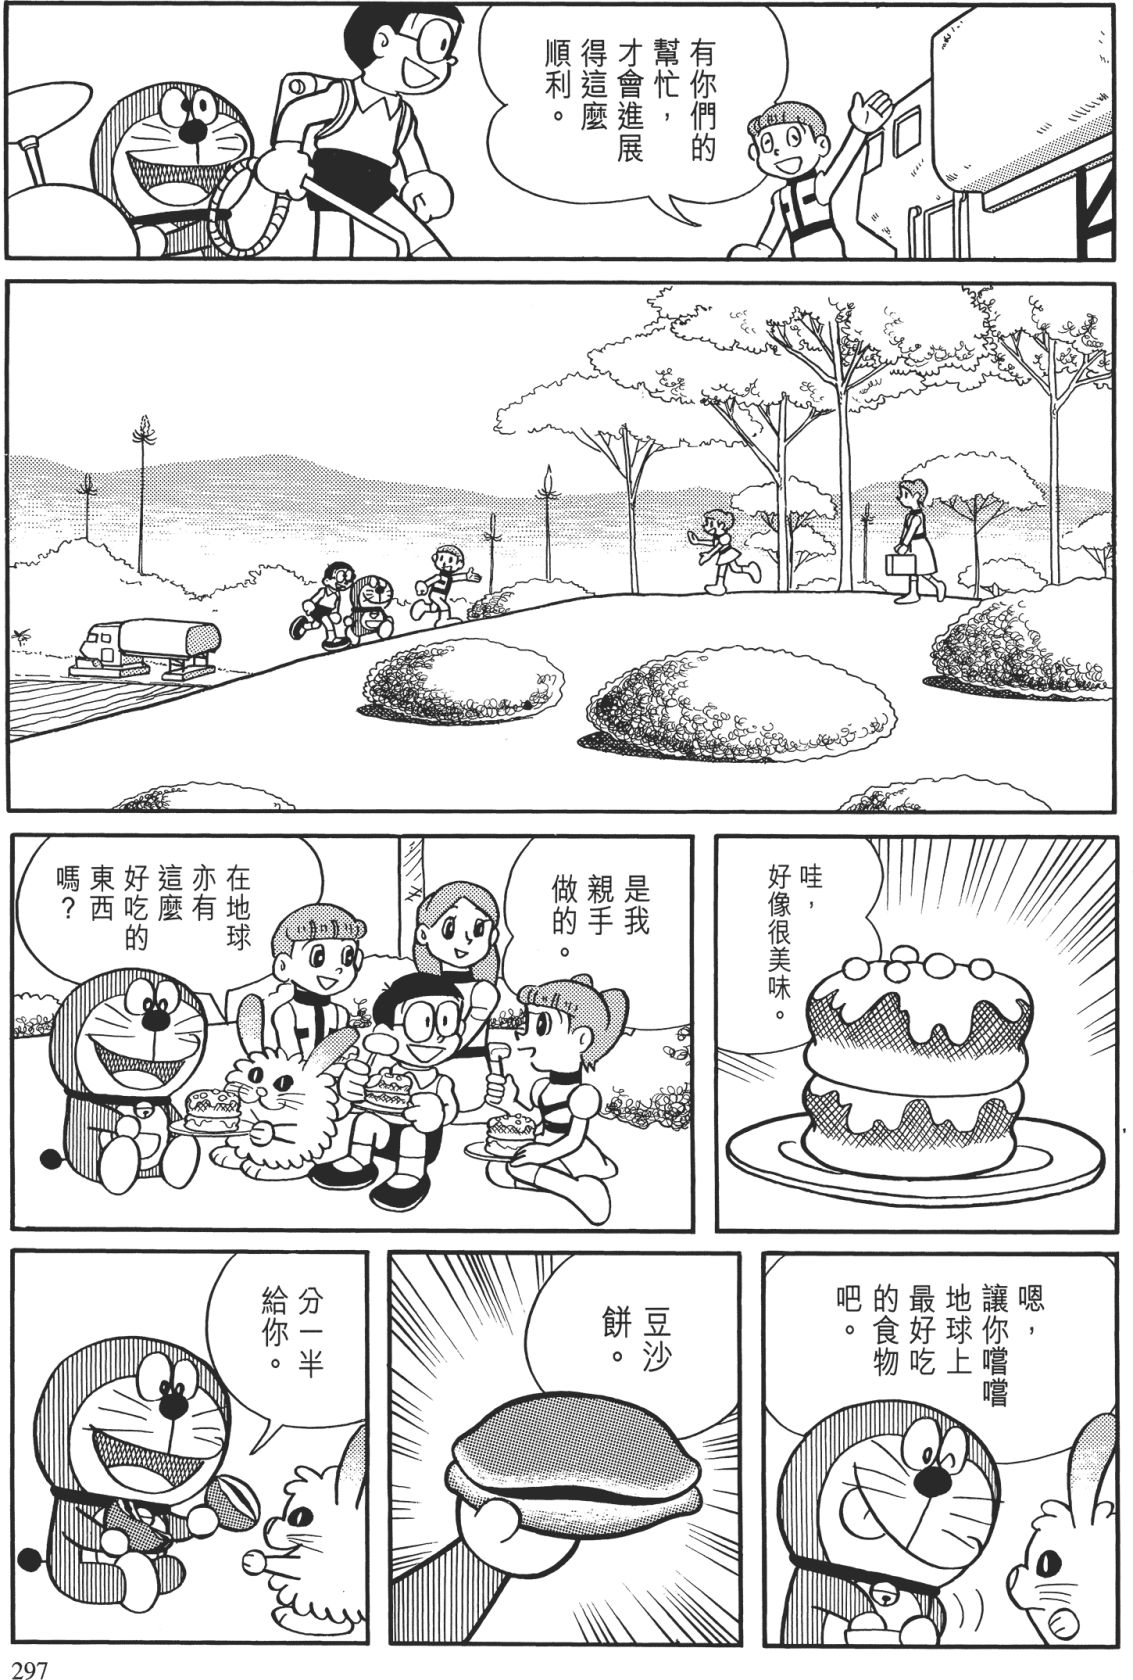 有你們的
幫忙，
才會進展
得這麼
順利。
哇，
好像很美味。
是我
親手
做的。
在地球
亦有
這麼
好吃的
東西
嗎？
嗯，
讓你嚐嚐
地球上
最好吃
的食物
吧。
豆沙
餅。
分一半
給你。
297